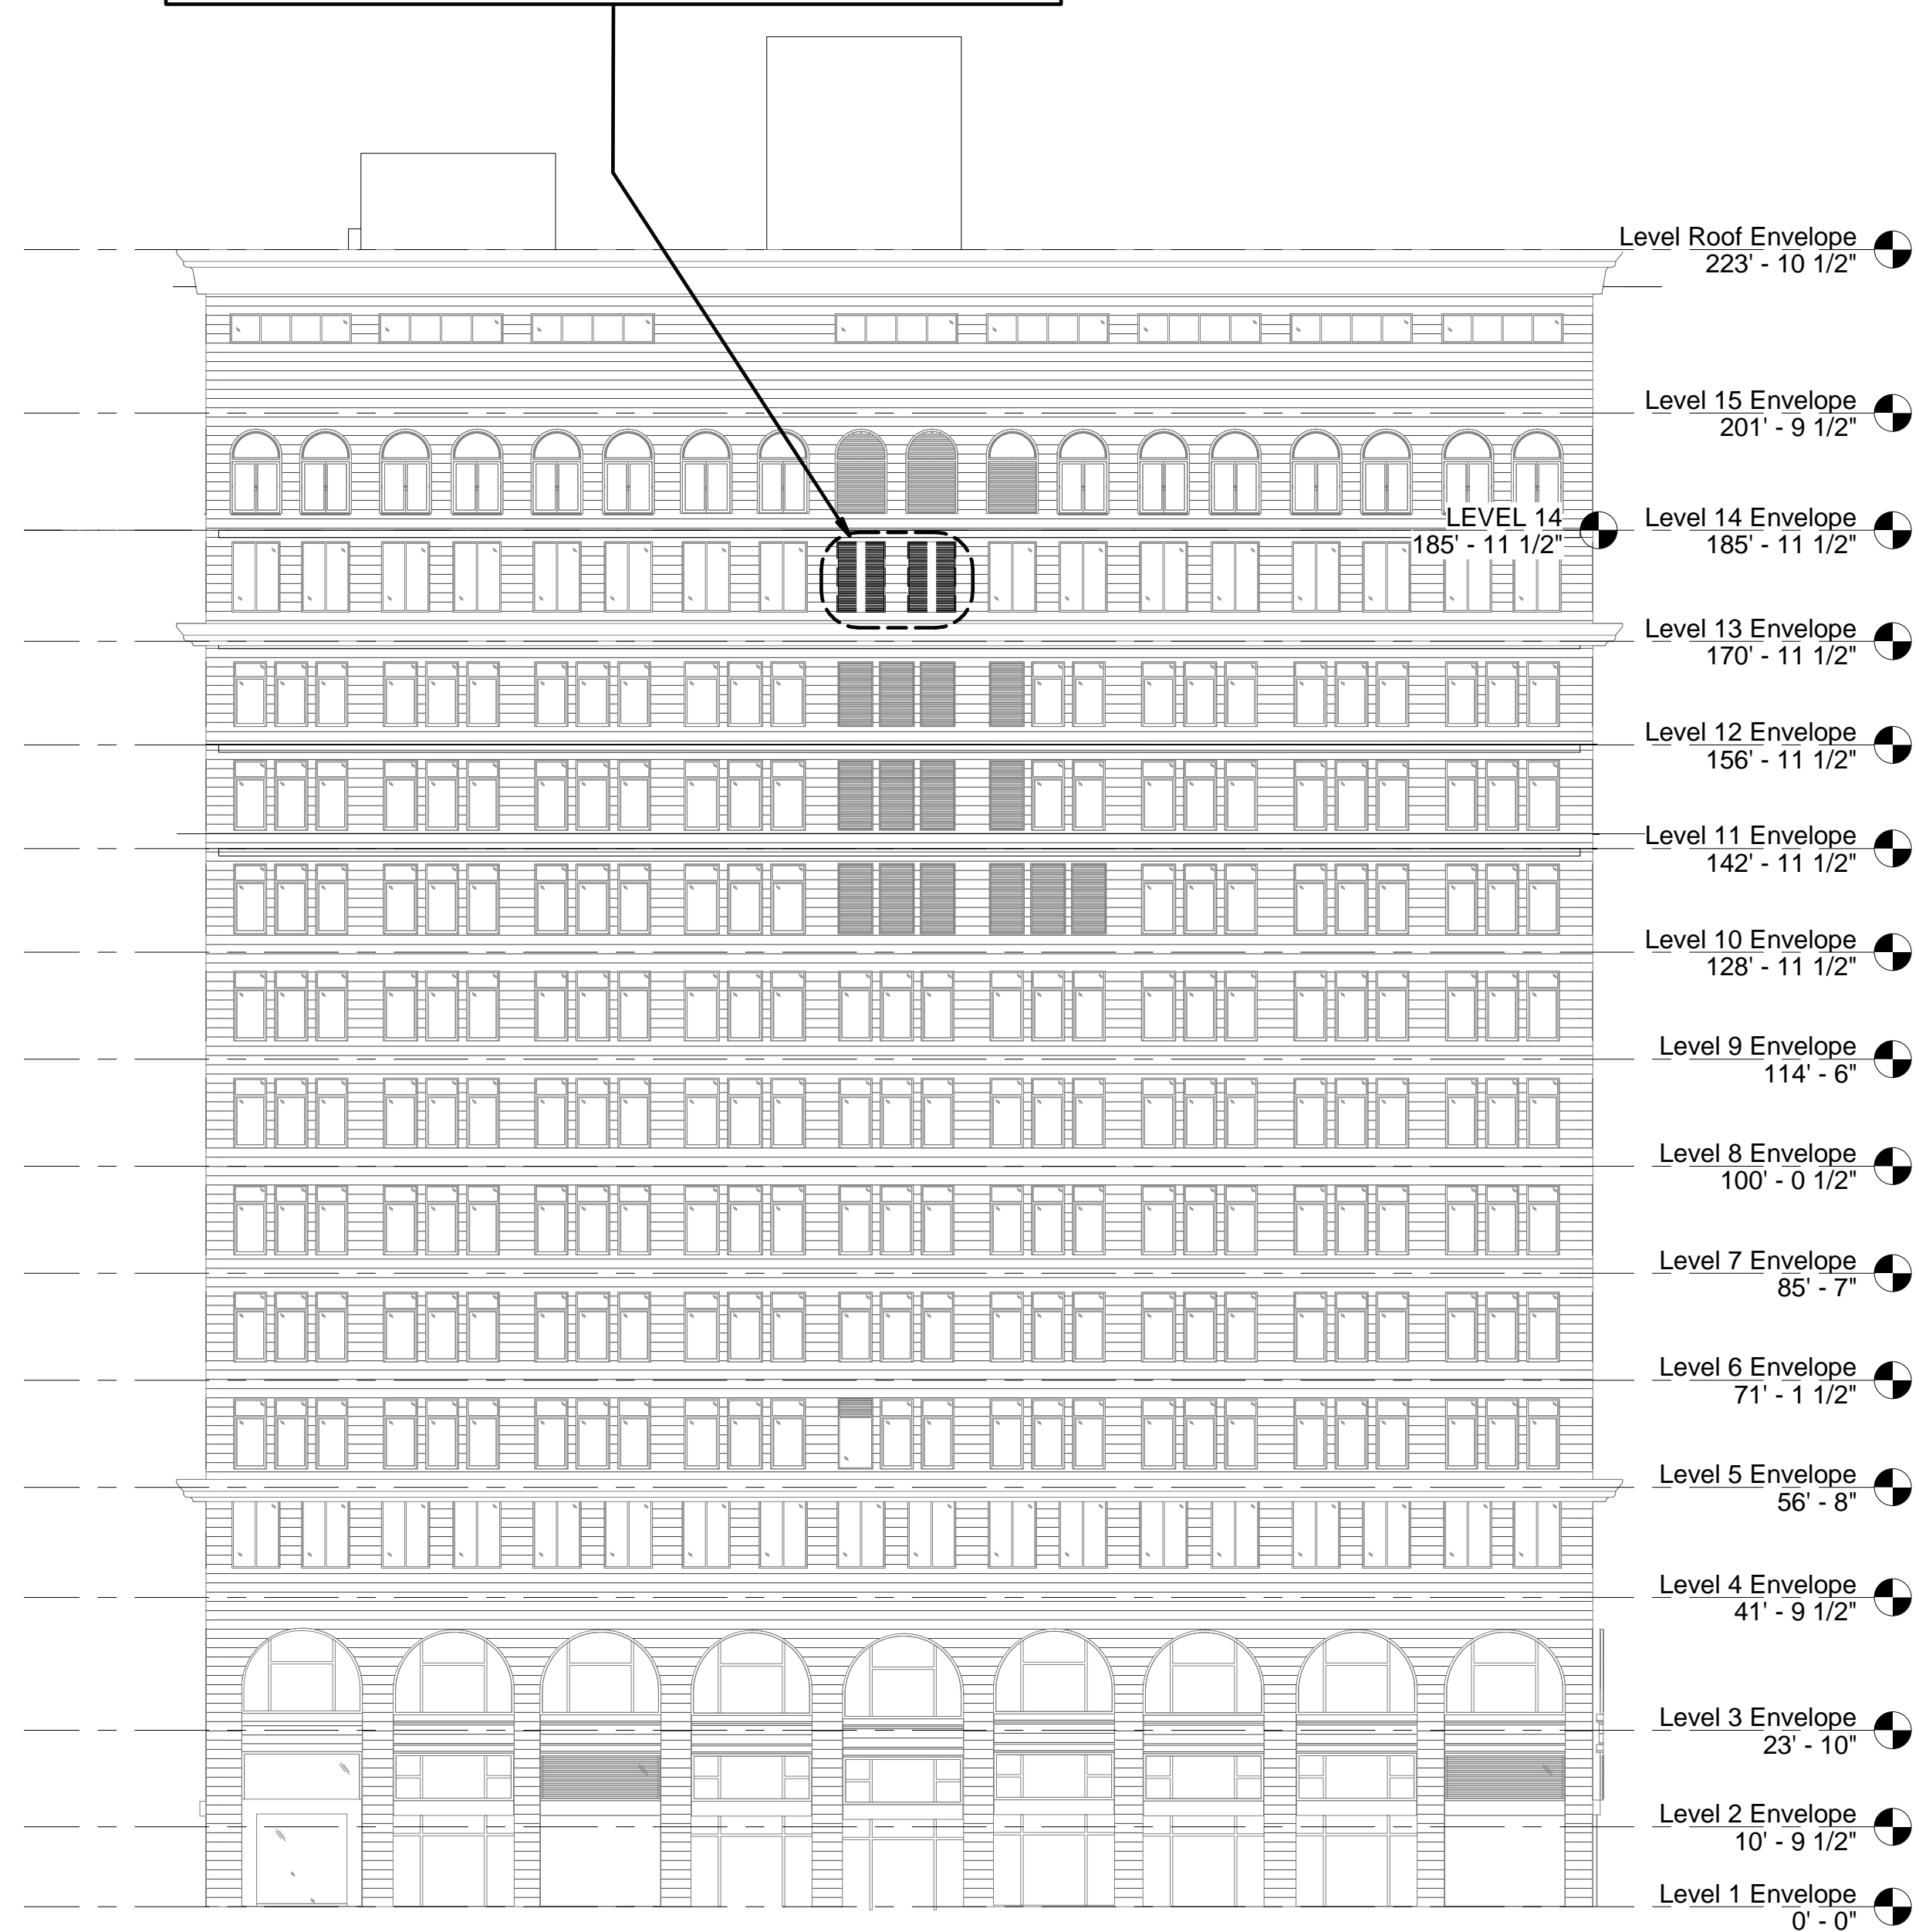 Level Roof Envelope
223' - 10 1/2"
Level 15 Envelope
201' - 9 1/2"
LEVEL 14
185' - 11 1/2"
Level 14 Envelope
185' - 11 1/2"
Level 13 Envelope
170' - 11 1/2"
Level 12 Envelope
156' - 11 1/2"
Level 11 Envelope
142' - 11 1/2"
Level 10 Envelope
128' - 11 1/2"
Level 9 Envelope
114' - 6"
Level 8 Envelope
100' - 0 1/2"
Level 7 Envelope
85' - 7"
Level 6 Envelope
71' - 1 1/2"
Level 5 Envelope
56' - 8"
Level 4 Envelope
41' - 9 1/2"
Level 3 Envelope
23' - 10"
Level 2 Envelope
10' - 9 1/2"
Level 1 Envelope
0' - 0"